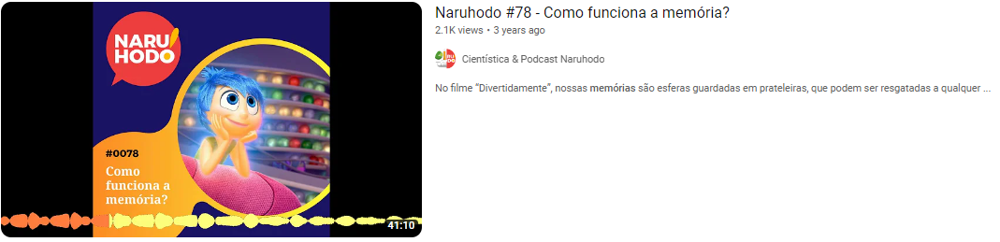 NARU
HODO
#0078
Como
funciona a
memória?
41:10
Naruhodo #78 - Como funciona a memória?
2.1K views • 3 years ago
Cientística & Podcast Naruhodo
No filme “Divertidamente”, nossas memórias são esferas guardadas em prateleiras, que podem ser resgatadas a qualquer ...